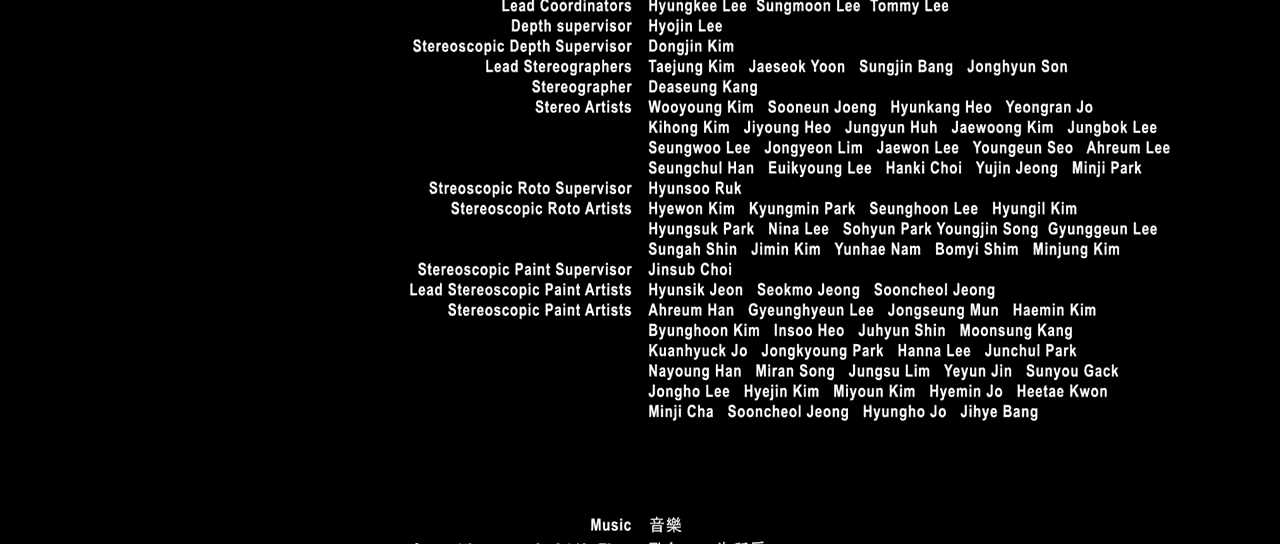 Lead Coordinators Hyungkee Lee Sungmoon Lee Tommy Lee
Depth supervisor Hyojin Lee
Stereoscopic Depth Supervisor Dongjin Kim
Lead Stereographers Taejung Kim Jaeseok Yoon Sungjin Bang Jonghyun Son
Stereographer Deaseung Kang
Stereo Artists Wooyoung Kim Sooneun Joeng Hyunkang Heo Yeongran Jo
Kihong Kim Jiyoung Heo Jungyun Huh Jaewoong Kim Jungbok Lee
Seungwoo Lee Jongyeon Lim Jaewon Lee Youngeun Seo Ahreum Lee
Seungchul Han Euikyoung Lee Hanki Choi Yujin Jeong Minji Park
Streoscopic Roto Supervisor Hyunsoo Ruk
Stereoscopic Roto Artists Hyewon Kim Kyungmin Park Seunghoon Lee Hyungil Kim
Hyungsuk Park Nina Lee Sohyun Park Youngjin Song Gyunggeun Lee
Sungah Shin Jimin Kim Yunhae Nam Bomyi Shim Minjung Kim
Stereoscopic Paint Supervisor Jinsub Choi
Lead Stereoscopic Paint Artists Hyunsik Jeon Seokmo Jeong Sooncheol Jeong
Stereoscopic Paint Artists Ahreum Han Gyeunghyeun Lee Jongseung Mun Haemin Kim
Byunghoon Kim Insoo Heo Juhyun Shin Moonsung Kang
Kuanhyuck Jo Jongkyoung Park Hanna Lee Junchul Park
Nayoung Han Miran Song Jungsu Lim Yeyun Jin Sunyou Gack
Jongho Lee Hyejin Kim Miyoun Kim Hyemin Jo Heetae Kwon
Minji Cha Sooncheol Jeong Hyungho Jo Jihye Bang
Music 音樂